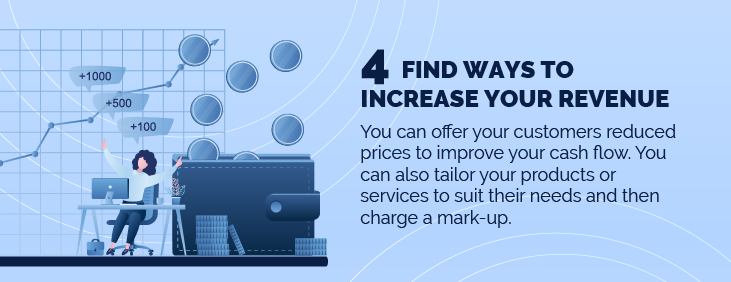 +1000
+500
+100
4 FIND WAYS TO
INCREASE YOUR REVENUE
You can offer your customers reduced
prices to improve your cash flow. You
can also tailor your products or
services to suit their needs and then
charge a mark-up.